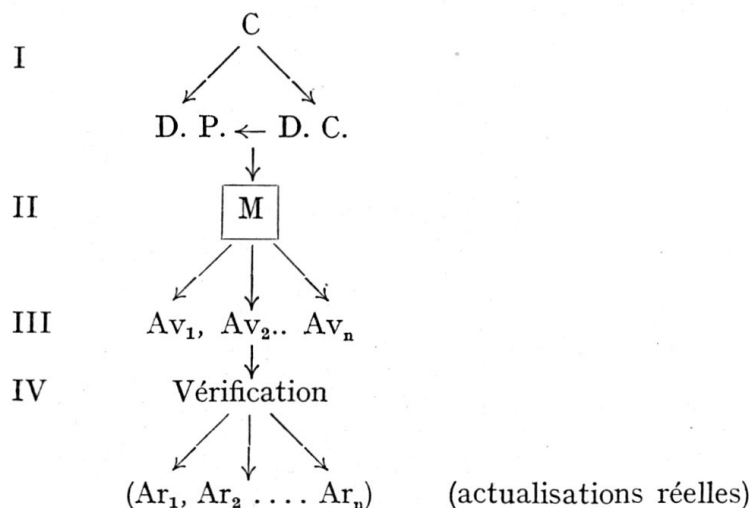 C
I
D. P. ← D. C.
II M
III Av₁, Av₂.. Avₙ
IV Vérification
(Ar₁, Ar₂ .... Arₙ) (actualisations réelles)